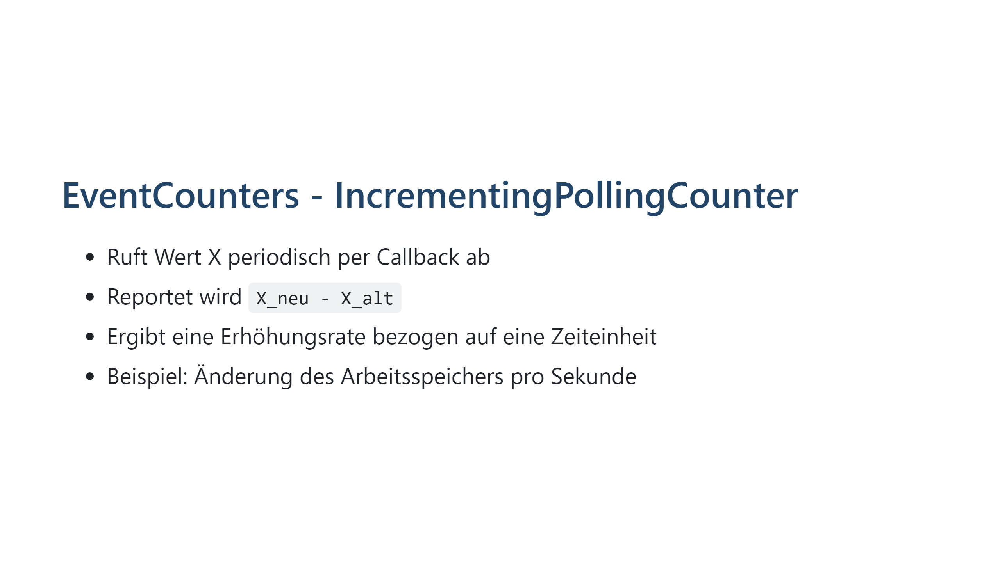 EventCounters - IncrementingPollingCounter
Ruft Wert X periodisch per Callback ab
Reportet wird X_neu - X_alt
Ergibt eine Erhöhungsrate bezogen auf eine Zeiteinheit
Beispiel: Änderung des Arbeitsspeichers pro Sekunde